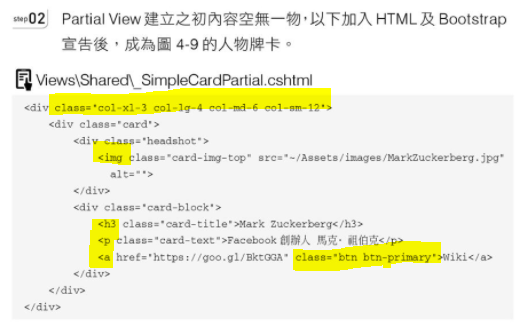 step 02 Partial View 建立之初內容空無一物，以下加入 HTML 及 Bootstrap
宣告後，成為圖 4-9 的人物牌卡。
Views\Shared\_SimpleCardPartial.cshtml
<div class="col-xl-3 col-lg-4 col-md-6 col-sm-12">
<div class="card">
<div class="headshot">
<img class="card-img-top" src="~/Assets/images/MarkZuckerberg.jpg"
alt="">
</div>
<div class="card-block">
<h3 class="card-title">Mark Zuckerberg</h3>
<p class="card-text">Facebook 創辦人 馬克·祖伯克</p>
<a href="https://goo.gl/BktGGA" class="btn btn-primary">Wiki</a>
</div>
</div>
</div>